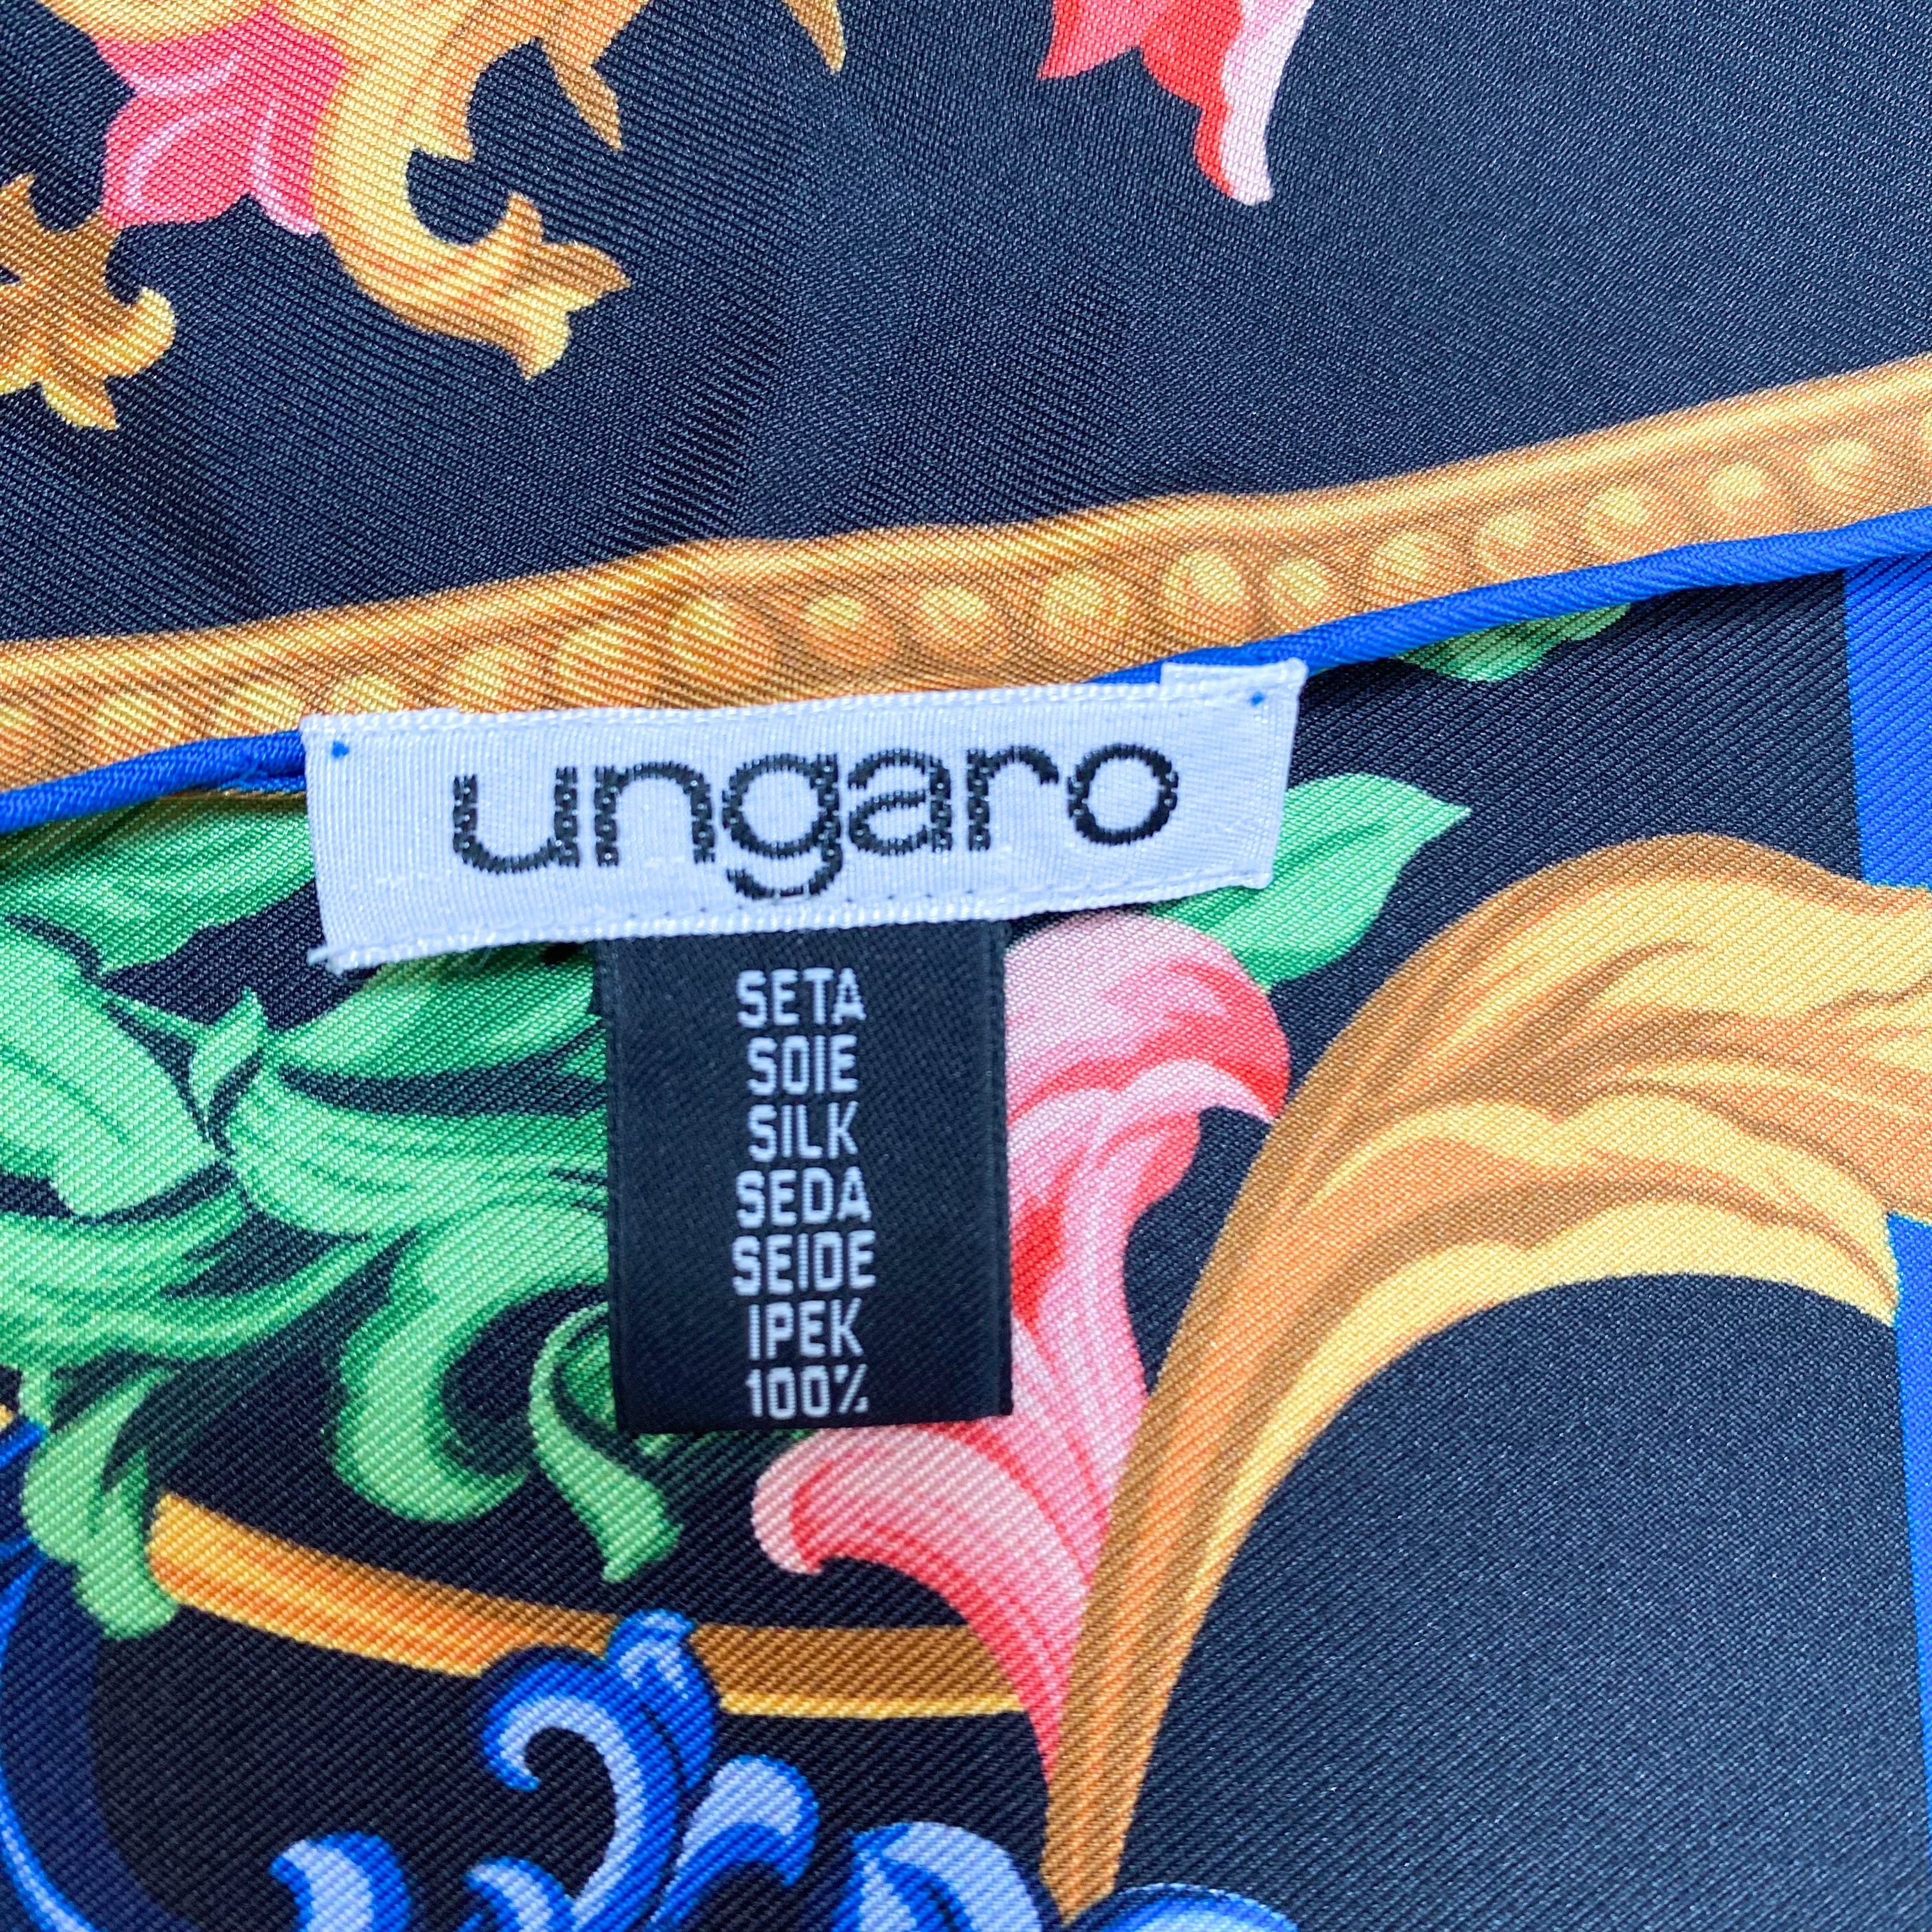 ungaro
SETA
SOIE
SILK
SEDA
SEIDE
IPEK
100%